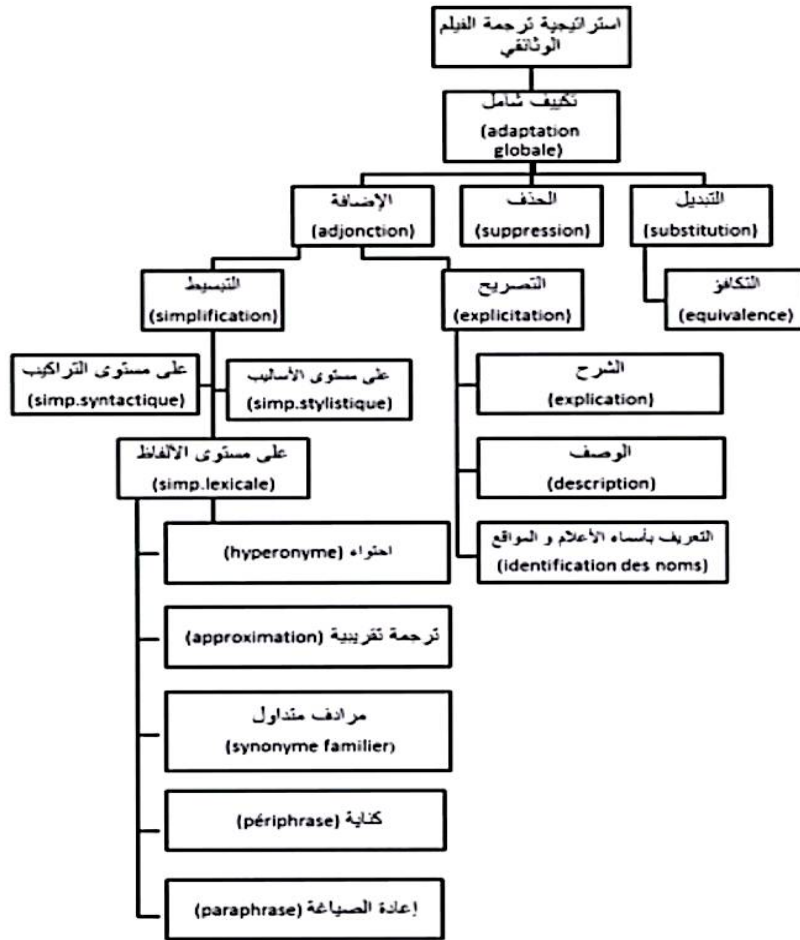 استراتيجية ترجمة الفيلم
الوثائقي
تكييف شامل
(adaptation
globale)
الإضافة
(adjonction)
الحذف
(suppression)
التبديل
(substitution)
التبسيط
(simplification)
التصريح
(explicitation)
التكافؤ
(equivalence)
على مستوى التراكيب
(simp.syntactique)
على مستوى الأساليب
(simp.stylistique)
الشرح
(explication)
على مستوى الألفاظ
(simp.lexicale)
الوصف
(description)
احتواء (hyperonyme)
التعريف بأسماء الأعلام و المواقع
(identification des noms)
ترجمة تقريبية (approximation)
مرادف متداول
(synonyme familier)
كناية (périphrase)
إعادة الصياغة (paraphrase)